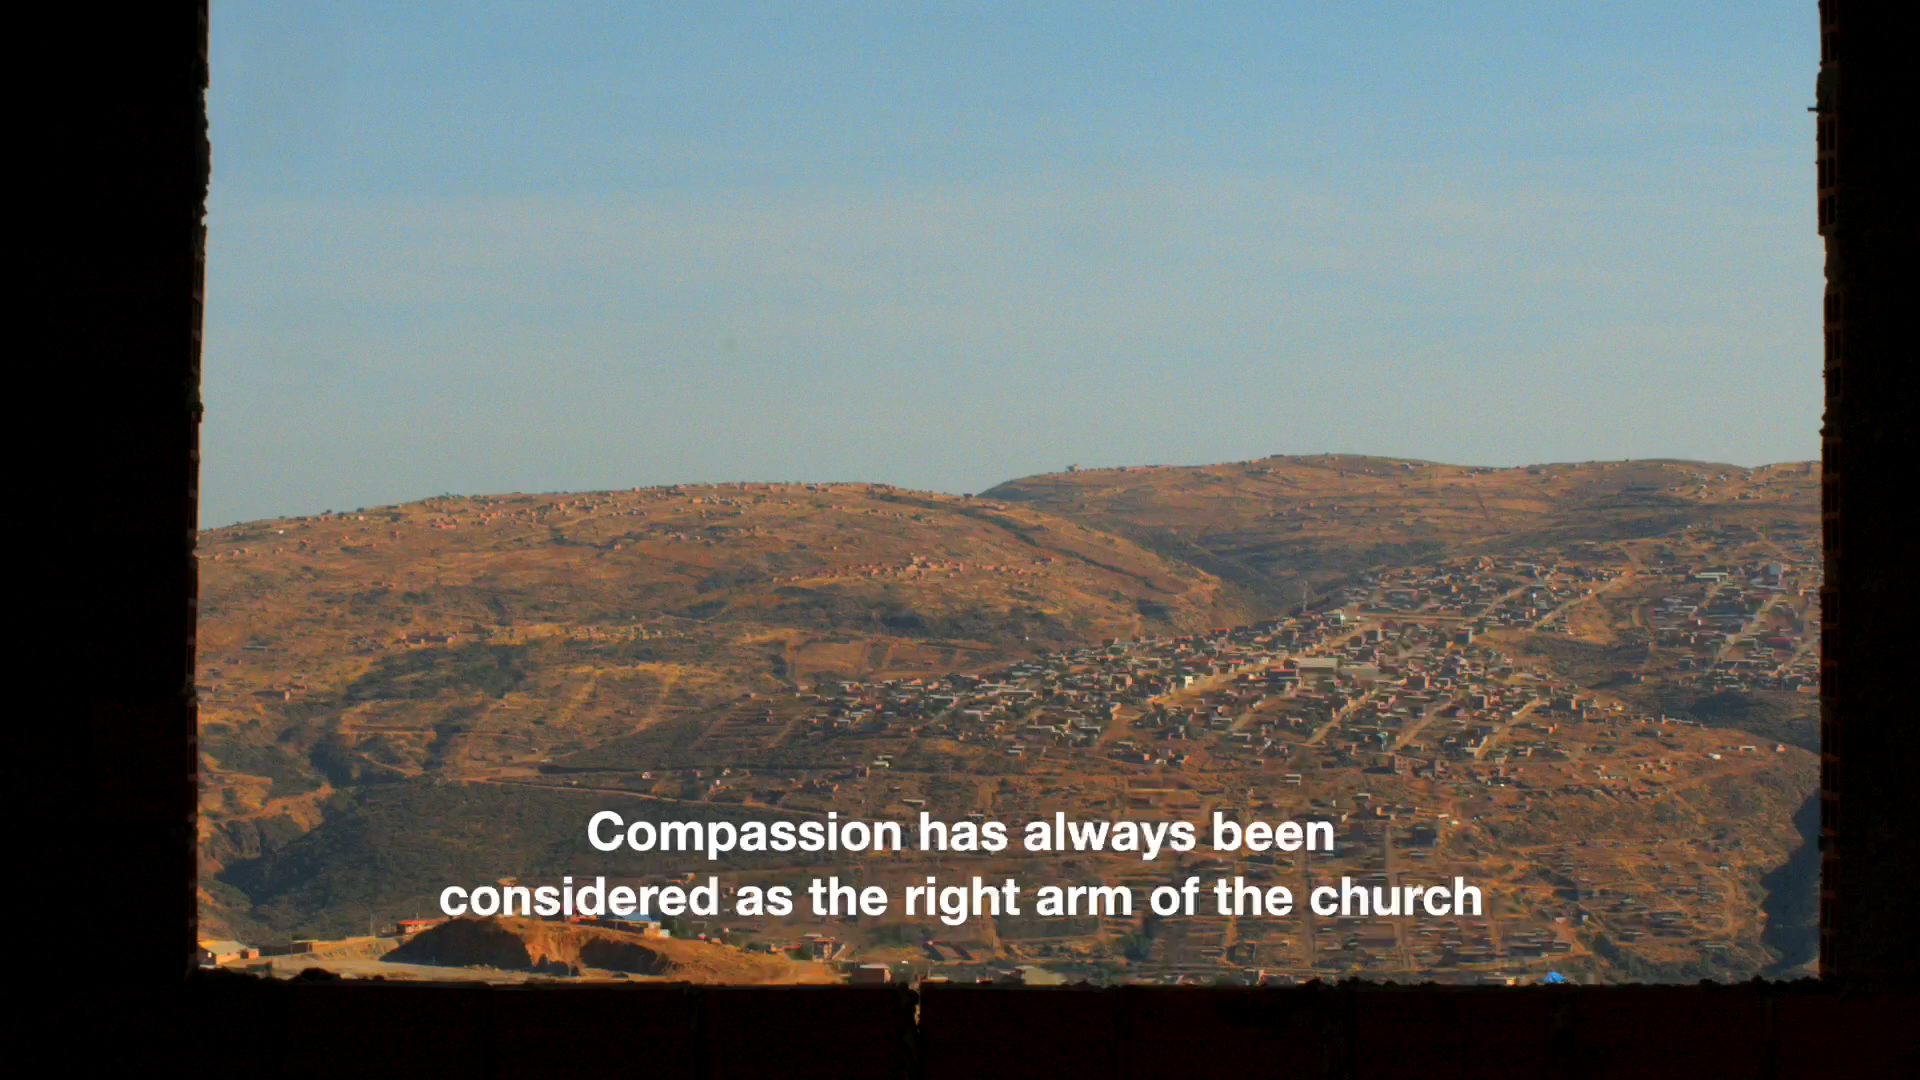 Compassion has always been
considered as the right arm of the church